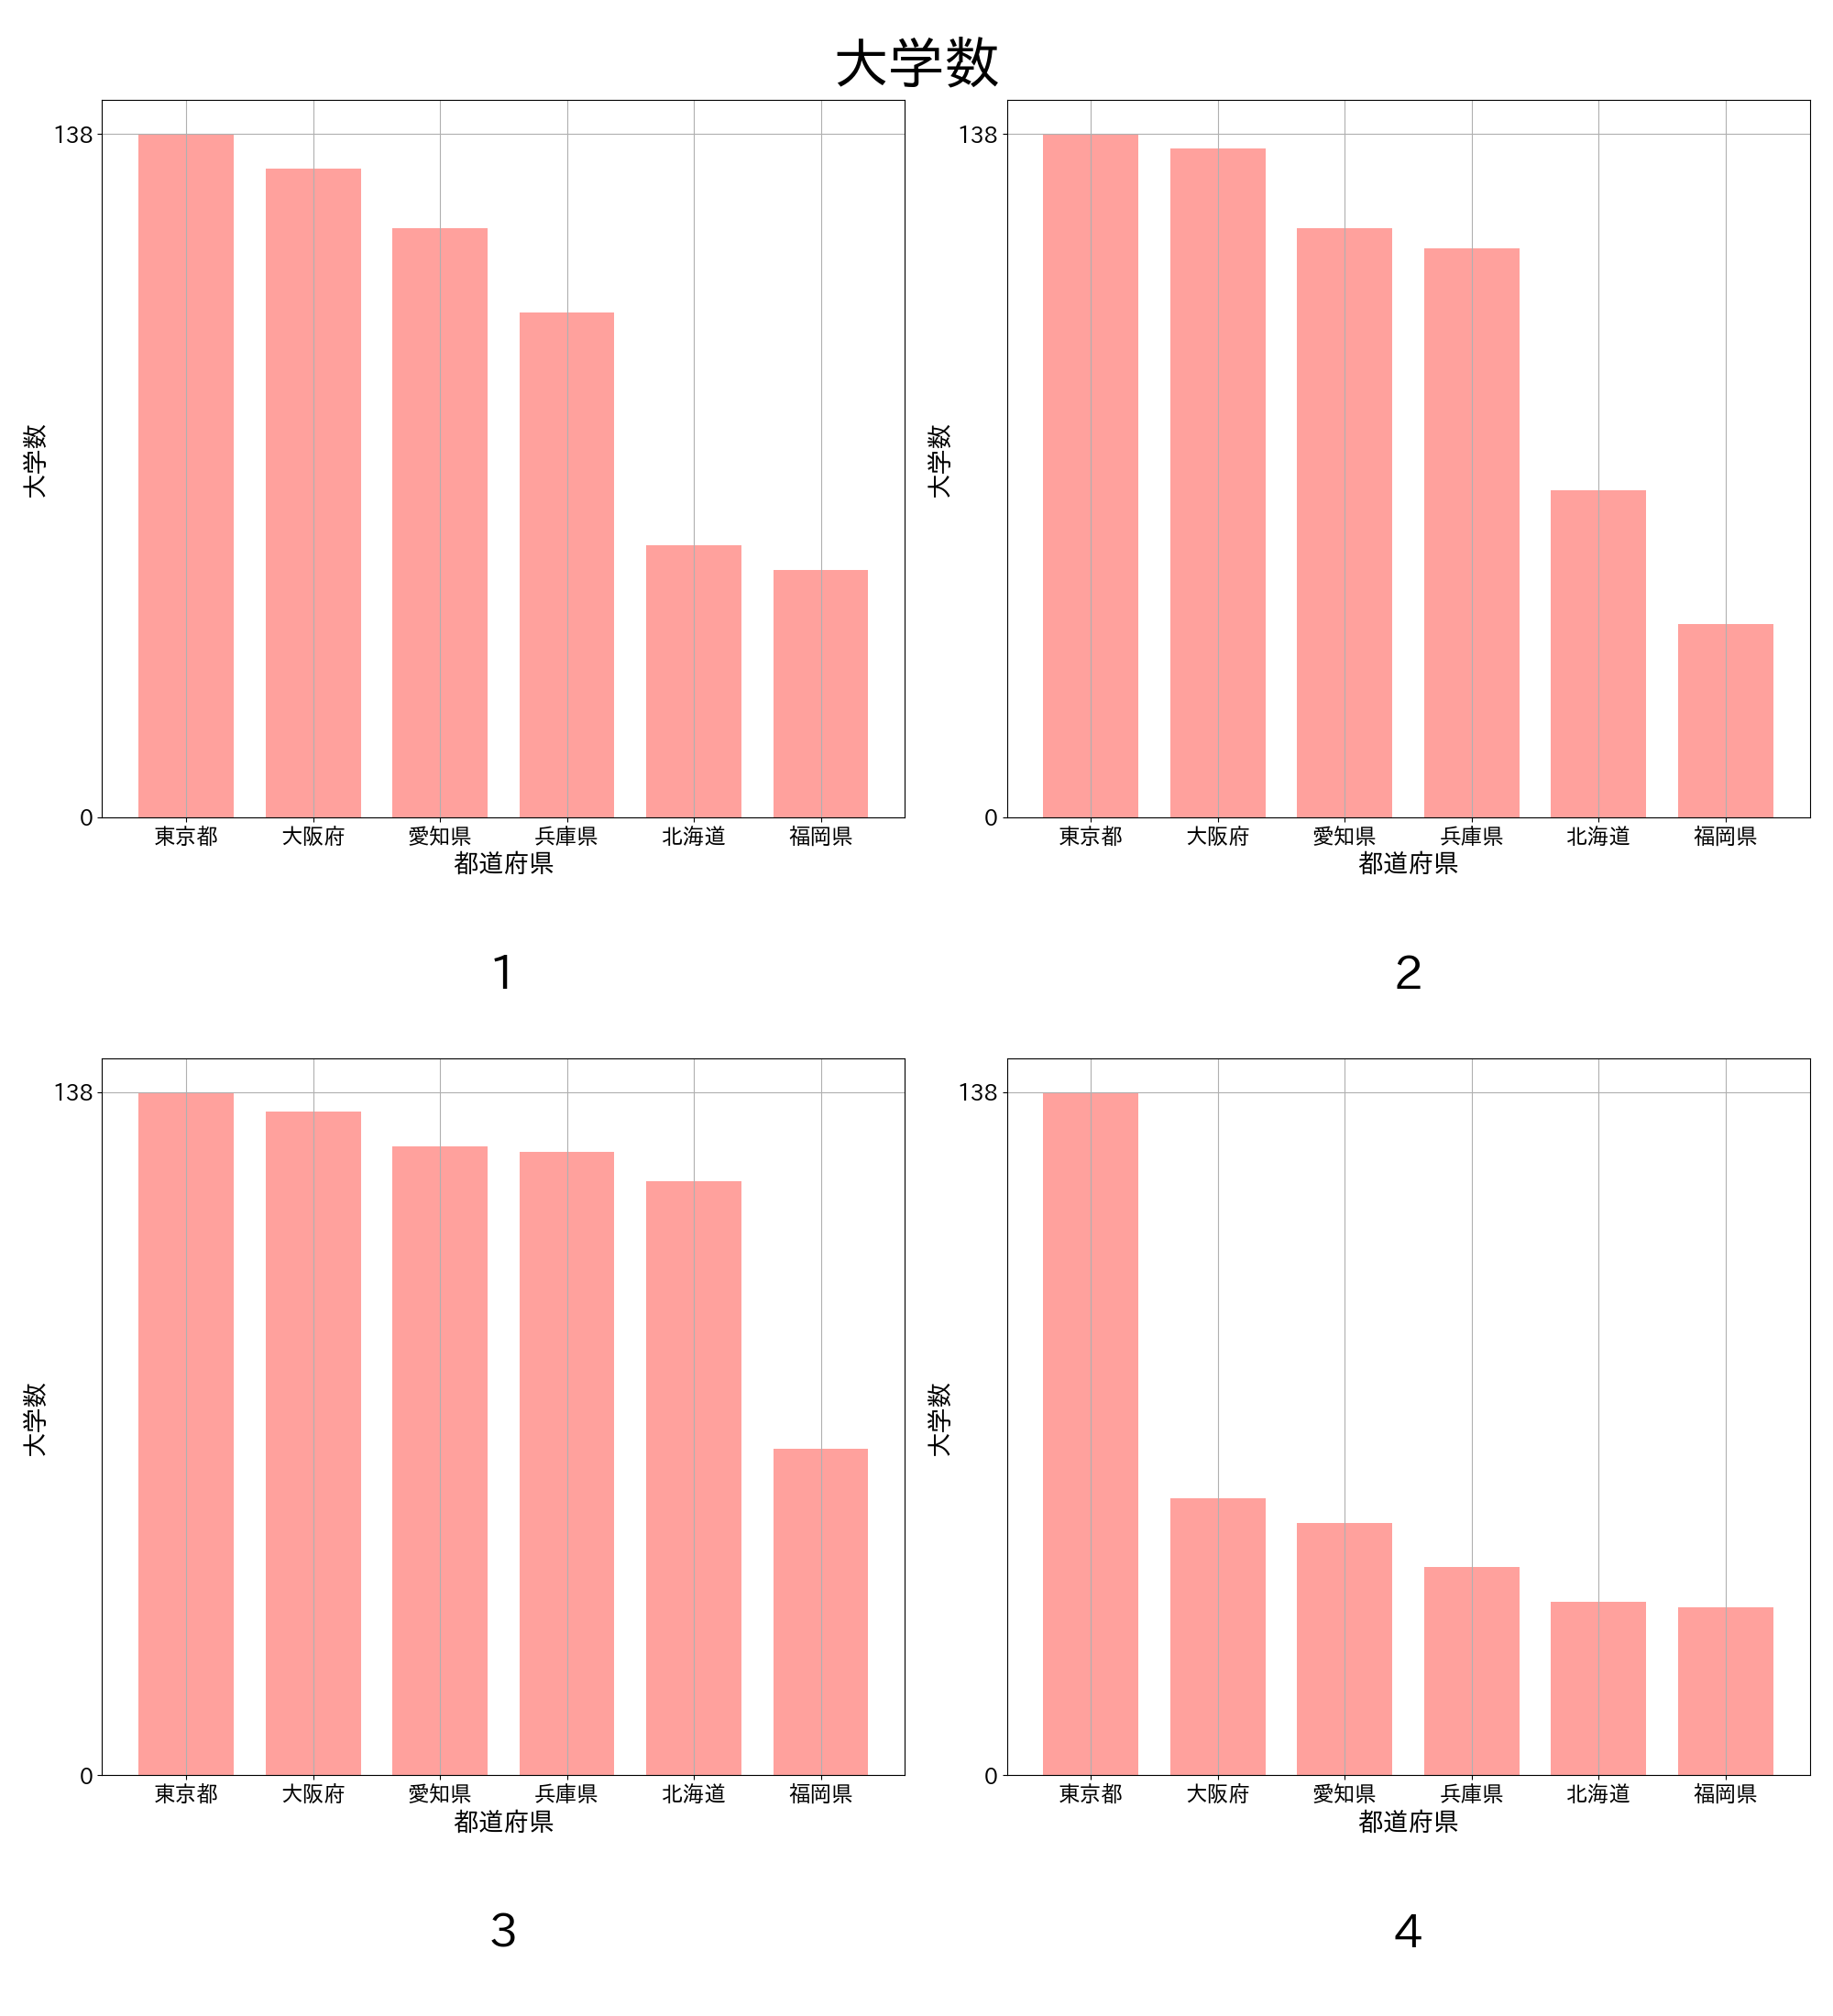 大学数
138
0
大学数
東京都 大阪府 愛知県 兵庫県 北海道 福岡県
都道府県
1
138
0
大学数
東京都 大阪府 愛知県 兵庫県 北海道 福岡県
都道府県
2
138
0
大学数
東京都 大阪府 愛知県 兵庫県 北海道 福岡県
都道府県
3
138
0
大学数
東京都 大阪府 愛知県 兵庫県 北海道 福岡県
都道府県
4